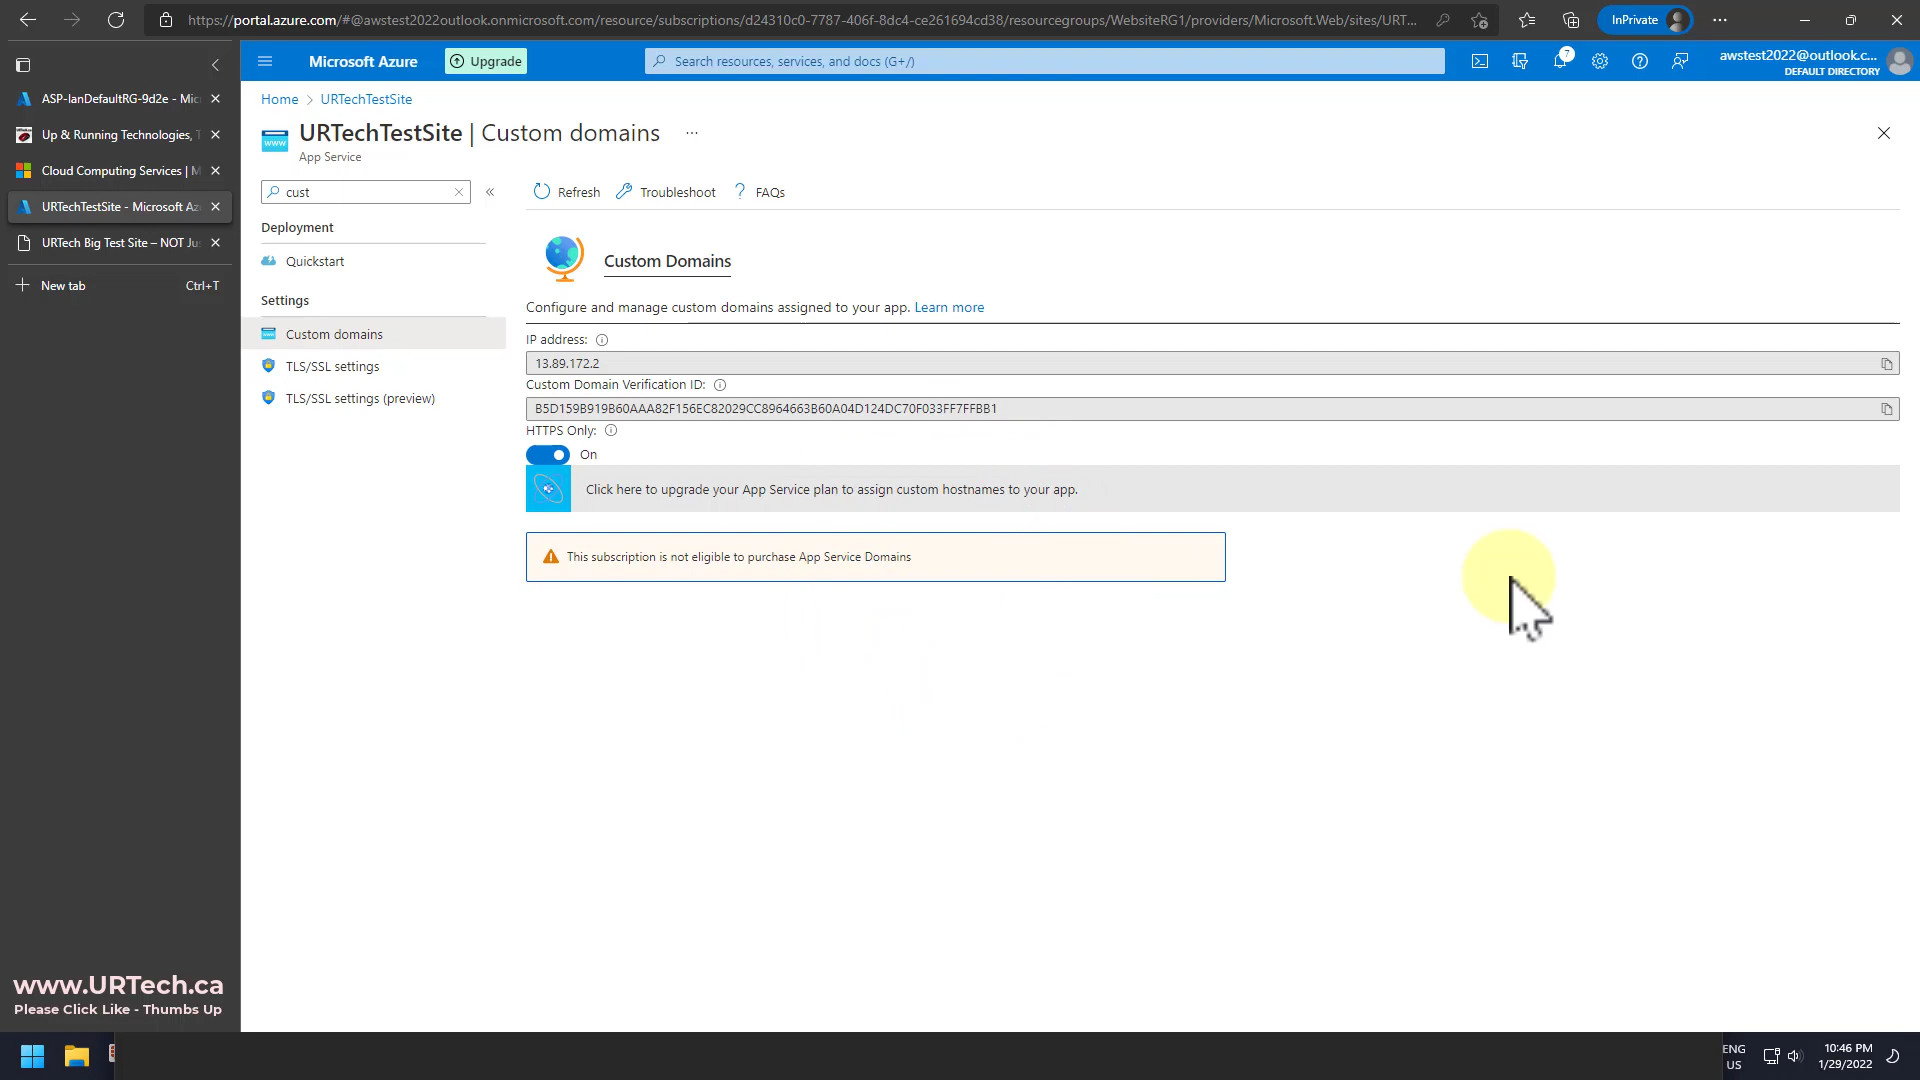 https://portal.azure.com/#@awstest2022outlook.onmicrosoft.com/resource/subscriptions/d24310c0-7787-406f-8dc4-ce261694cd38/resourcegroups/WebsiteRG1/providers/Microsoft.Web/sites/URT...
InPrivate
Microsoft Azure
Upgrade
Search resources, services, and docs (G+/)
7
awstest2022@outlook.c...
DEFAULT DIRECTORY
ASP-IanDefaultRG-9d2e - Mic
Up & Running Technologies, T
Cloud Computing Services | M
URTechTestSite - Microsoft Az
URTech Big Test Site – NOT Ju
New tab
Ctrl+T
Home > URTechTestSite
URTechTestSite | Custom domains ...
App Service
cust
Refresh
Troubleshoot
FAQs
Deployment
Quickstart
Settings
Custom domains
TLS/SSL settings
TLS/SSL settings (preview)
Custom Domains
Configure and manage custom domains assigned to your app. Learn more
IP address:
13.89.172.2
Custom Domain Verification ID:
B5D159B919B60AAA82F156EC82029CC8964663B60A04D124DC70F033FF7FFBB1
HTTPS Only:
On
Click here to upgrade your App Service plan to assign custom hostnames to your app.
This subscription is not eligible to purchase App Service Domains
www.URTech.ca
Please Click Like - Thumbs Up
ENG
US
10:46 PM
1/29/2022